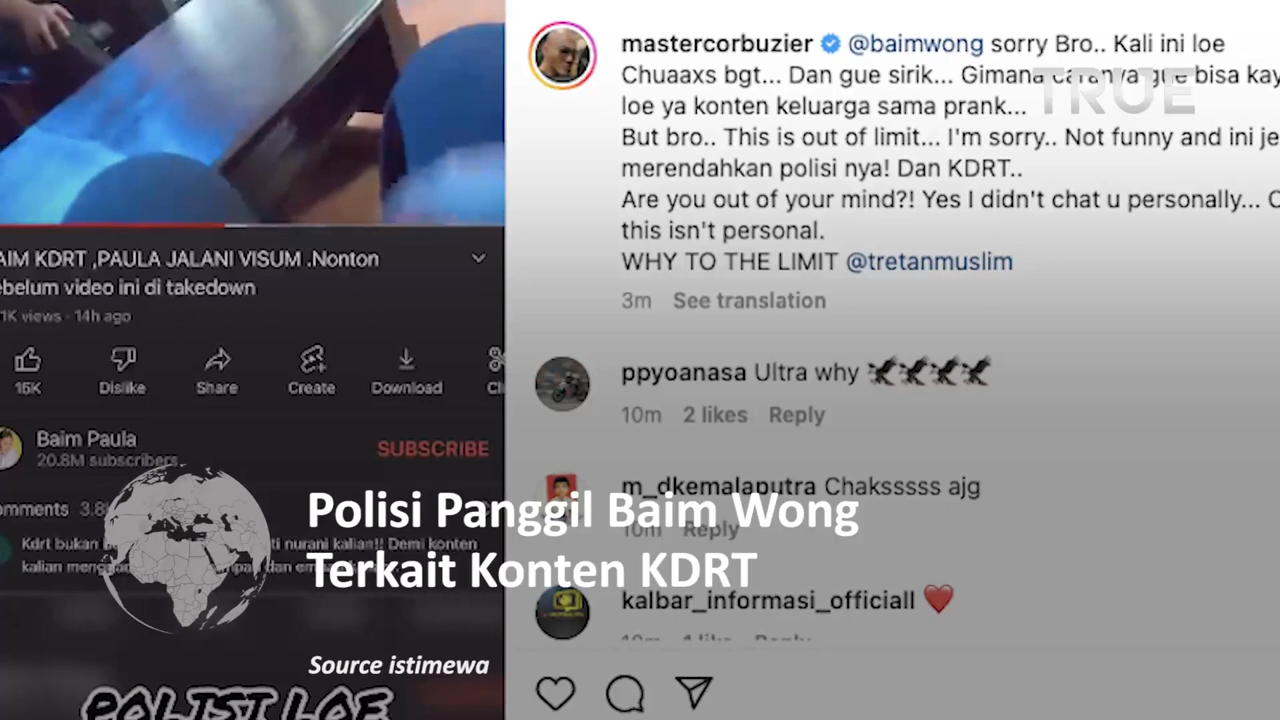 mastercorbuzier @baimwong sorry Bro.. Kali ini loe
Chuaaxs bgt... Dan gue sirik... Gimana caranya gue bisa kay
loe ya konten keluarga sama prank...
But bro.. This is out of limit... I'm sorry.. Not funny and ini je
merendahkan polisi nya! Dan KDRT..
Are you out of your mind?! Yes I didn't chat u personally... C
this isn't personal.
WHY TO THE LIMIT @tretanmuslim
3m See translation
TRUE
ppyoanasa Ultra why
10m 2 likes Reply
m_dkemalaputra Chaksssss ajg
10m Reply
kalbar_informasi_officiall ❤️
10m 1 like Reply
AIM KDRT ,PAULA JALANI VISUM .Nonton
ebelum video ini di takedown
1K views · 14h ago
15K Dislike Share Create Download
Baim Paula
20.8M subscribers
SUBSCRIBE
omments 3.8
Kdrt bukan ti nurani kalian!! Demi konten
kalian dan
Polisi Panggil Baim Wong
Terkait Konten KDRT
Source istimewa
POLISI LOE